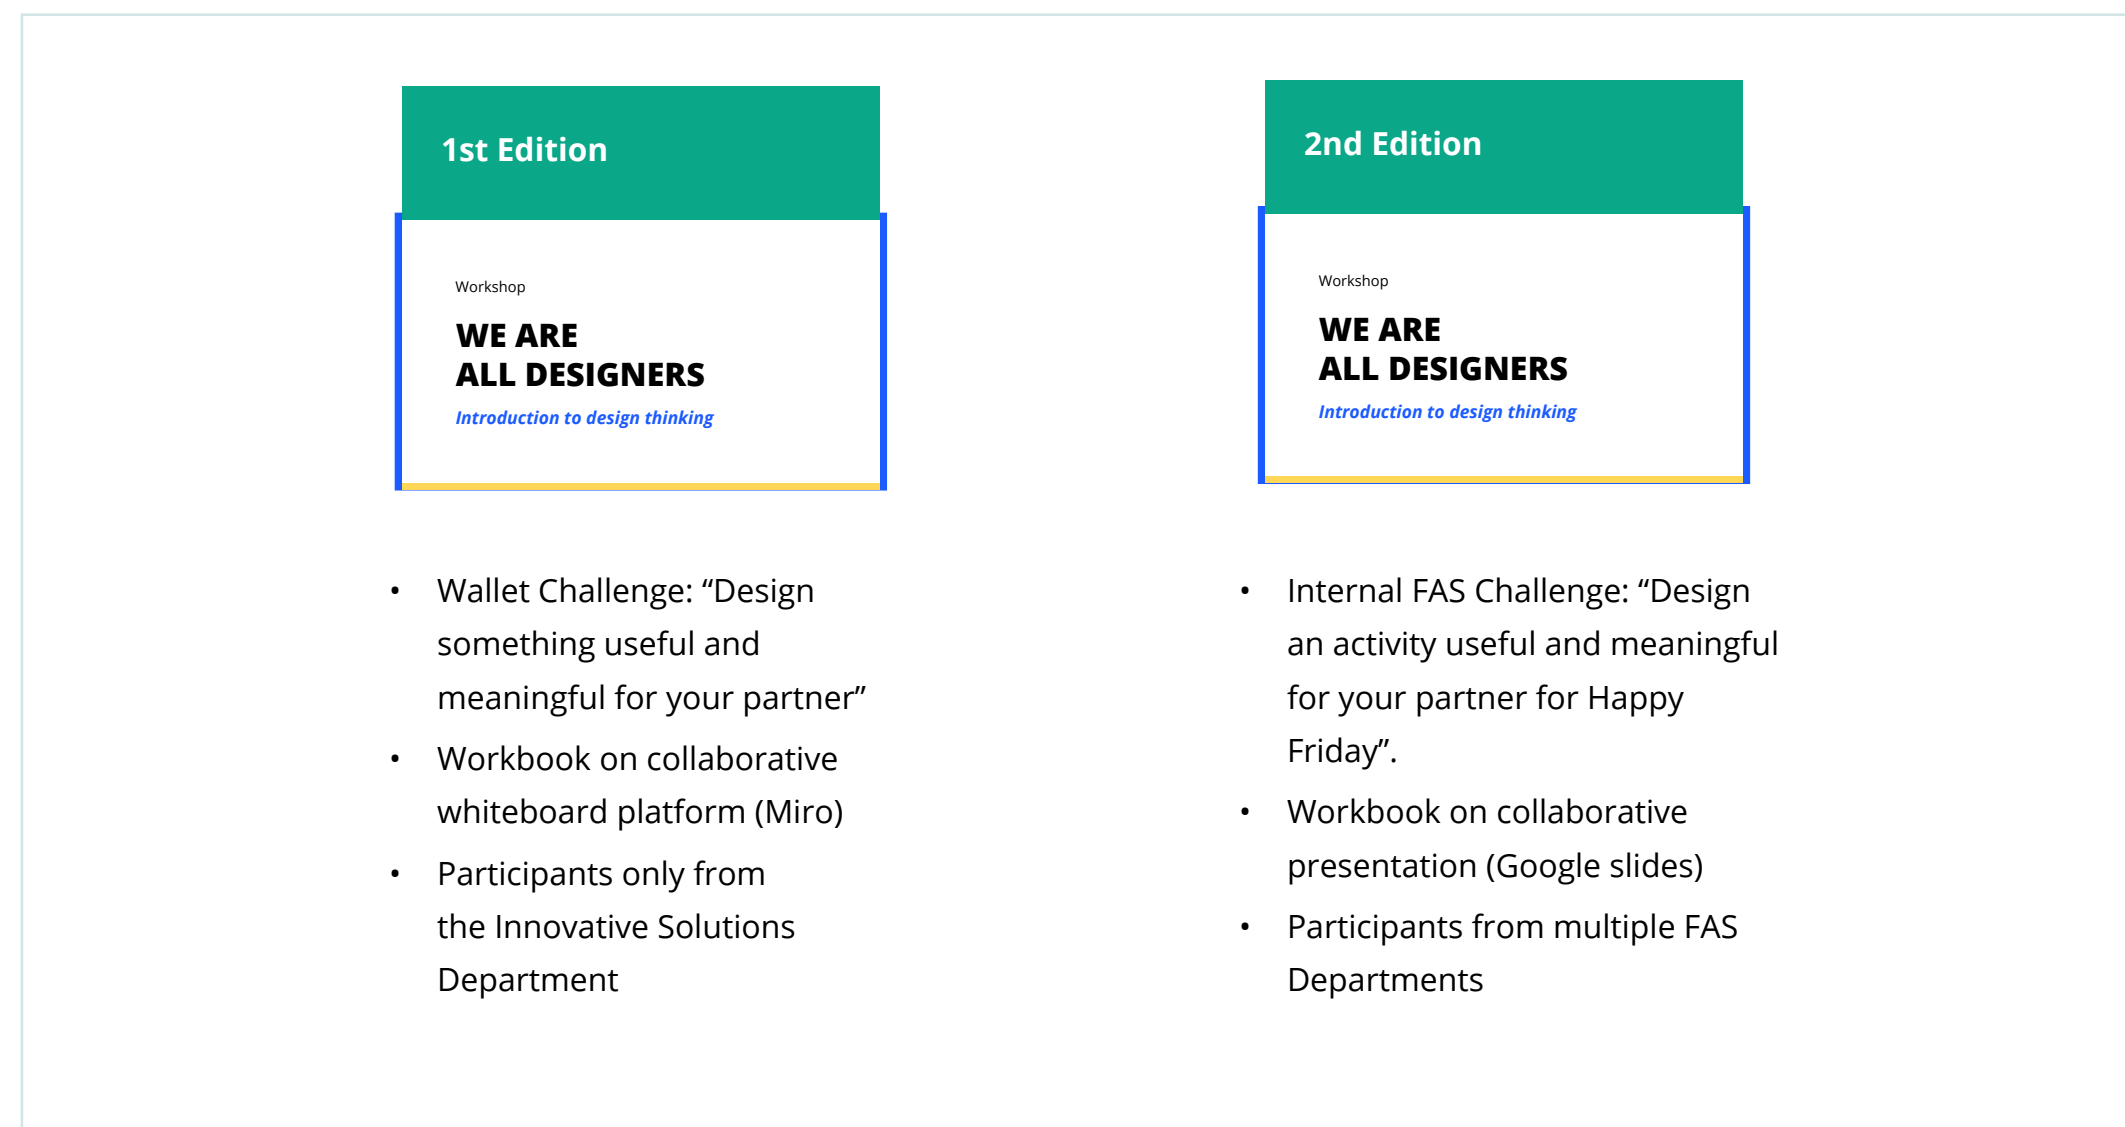 1st Edition
Workshop
WE ARE
ALL DESIGNERS
Introduction to design thinking
• Wallet Challenge: “Design
something useful and
meaningful for your partner”
• Workbook on collaborative
whiteboard platform (Miro)
• Participants only from
the Innovative Solutions
Department
2nd Edition
Workshop
WE ARE
ALL DESIGNERS
Introduction to design thinking
• Internal FAS Challenge: “Design
an activity useful and meaningful
for your partner for Happy
Friday”.
• Workbook on collaborative
presentation (Google slides)
• Participants from multiple FAS
Departments